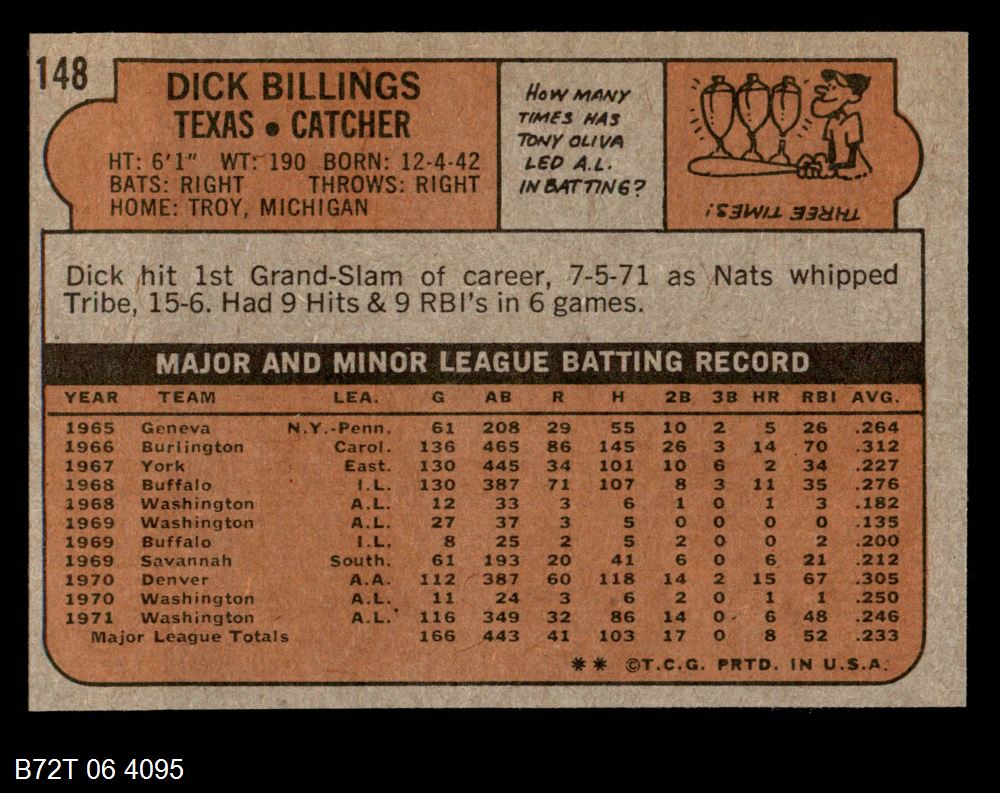 148
DICK BILLINGS
TEXAS • CATCHER
HT: 6'1" WT: 190 BORN: 12-4-42
BATS: RIGHT THROWS: RIGHT
HOME: TROY, MICHIGAN
HOW MANY
TIMES HAS
TONY OLIVA
LED A.L.
IN BATTING?
THREE TIMES!
Dick hit 1st Grand-Slam of career, 7-5-71 as Nats whipped
Tribe, 15-6. Had 9 Hits & 9 RBI's in 6 games.
MAJOR AND MINOR LEAGUE BATTING RECORD
YEAR TEAM LEA. G AB R H 2B 3B HR RBI AVG.
1965 Geneva N.Y.-Penn. 61 208 29 55 10 2 5 26 .264
1966 Burlington Carol. 136 465 86 145 26 3 14 70 .312
1967 York East. 130 445 34 101 10 6 2 34 .227
1968 Buffalo I.L. 130 387 71 107 8 3 11 35 .276
1968 Washington A.L. 12 33 3 6 1 0 1 3 .182
1969 Washington A.L. 27 37 3 5 0 0 0 0 .135
1969 Buffalo I.L. 8 25 2 5 2 0 0 2 .200
1969 Savannah South. 61 193 20 41 6 0 6 21 .212
1970 Denver A.A. 112 387 60 118 14 2 15 67 .305
1970 Washington A.L. 11 24 3 6 2 0 1 1 .250
1971 Washington A.L. 116 349 32 86 14 0 6 48 .246
Major League Totals 166 443 41 103 17 0 8 52 .233
** ©T.C.G. PRTD. IN U.S.A.
B72T 06 4095